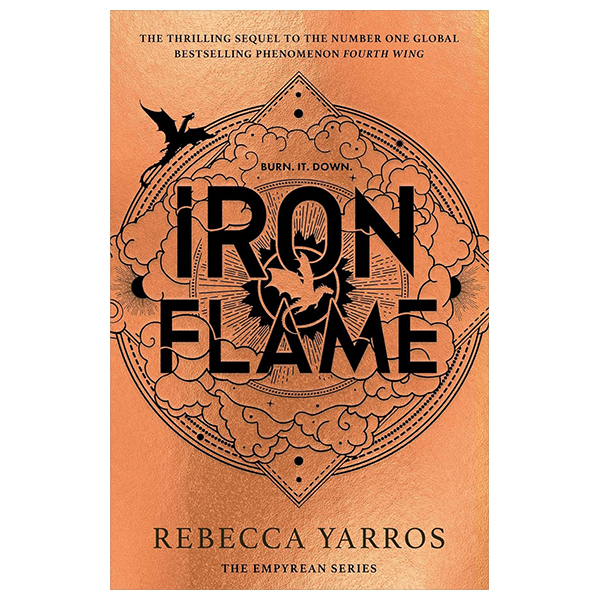 THE THRILLING SEQUEL TO THE NUMBER ONE GLOBAL
BESTSELLING PHENOMENON FOURTH WING
BURN. IT. DOWN.
IRON
FLAME
REBECCA YARROS
THE EMPYREAN SERIES